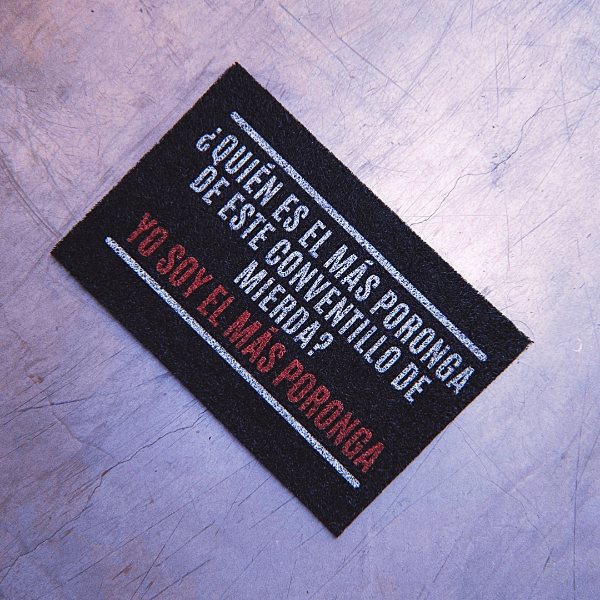 ¿QUIÉN ES EL MÁS PORONGA
DE ESTE CONVENTILLO DE
MIERDA?
YO SOY EL MÁS PORONGA